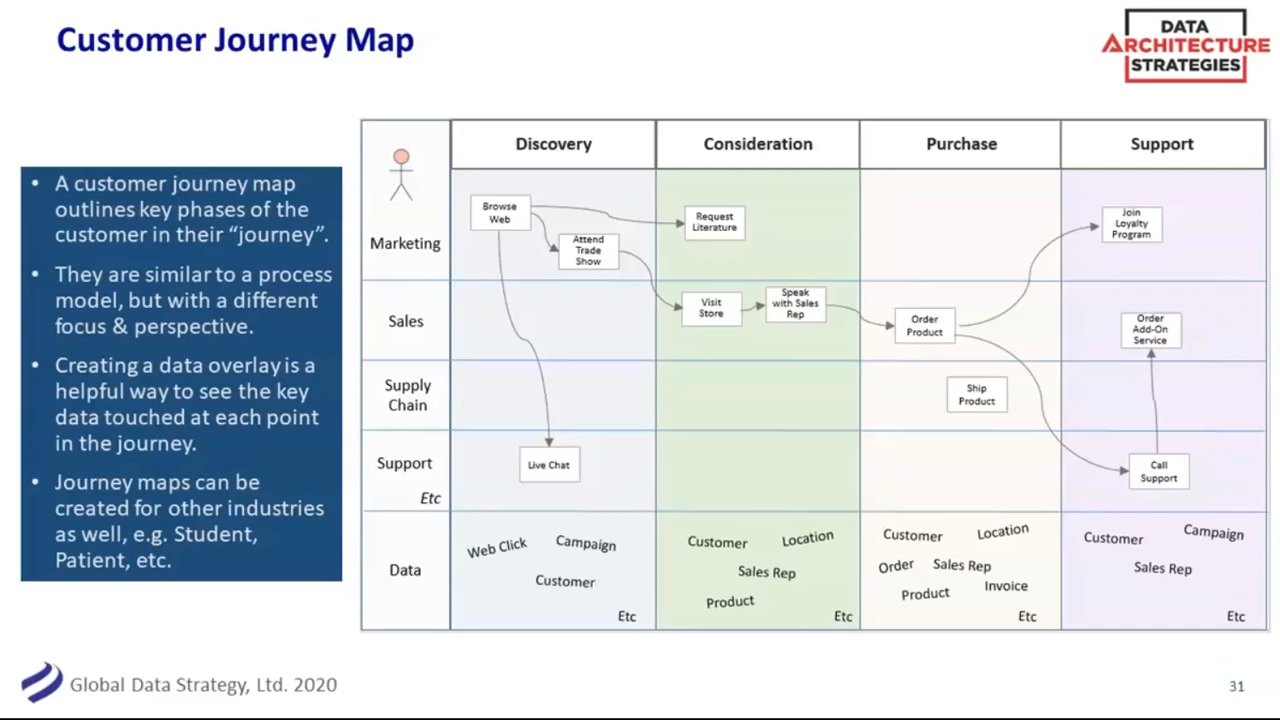 Customer Journey Map
DATA
ARCHITECTURE
STRATEGIES
• A customer journey map
outlines key phases of the
customer in their “journey”.
• They are similar to a process
model, but with a different
focus & perspective.
• Creating a data overlay is a
helpful way to see the key
data touched at each point
in the journey.
• Journey maps can be
created for other industries
as well, e.g. Student,
Patient, etc.
Discovery
Consideration
Purchase
Support
Marketing
Browse
Web
Attend
Trade
Show
Request
Literature
Join
Loyalty
Program
Sales
Visit
Store
Speak
with Sales
Rep
Order
Product
Order
Add-On
Service
Supply
Chain
Ship
Product
Support
Etc
Live Chat
Call
Support
Data
Web Click
Campaign
Customer
Etc
Customer
Location
Sales Rep
Product
Etc
Customer
Location
Order
Sales Rep
Product
Invoice
Etc
Customer
Campaign
Sales Rep
Etc
Global Data Strategy, Ltd. 2020
31